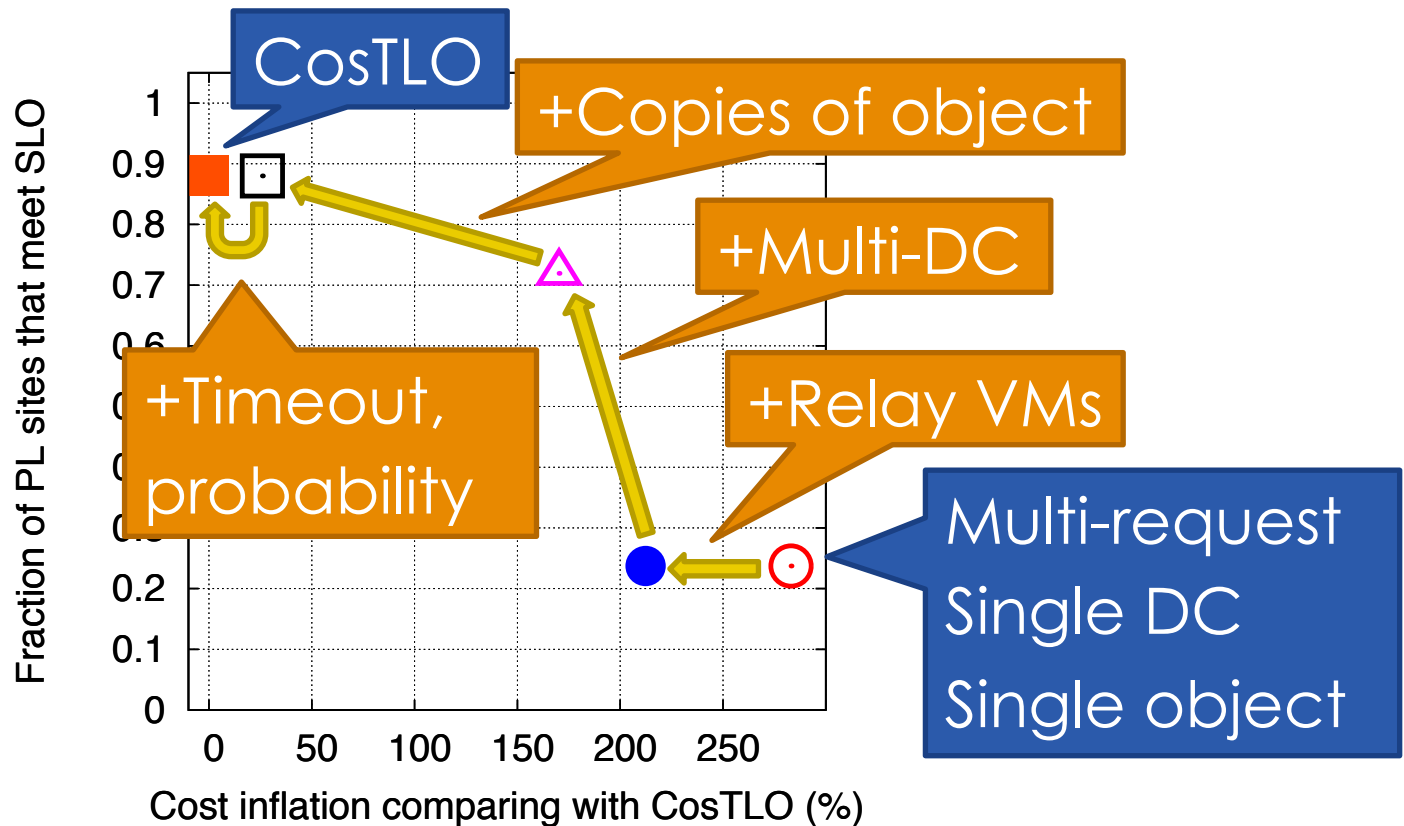 CosTLO
+Copies of object
+Multi-DC
+Relay VMs
+Timeout,
probability
Multi-request
Single DC
Single object
Fraction of PL sites that meet SLO
1
0.9
0.8
0.7
0.2
0.1
0
0 50 100 150 200 250
Cost inflation comparing with CosTLO (%)